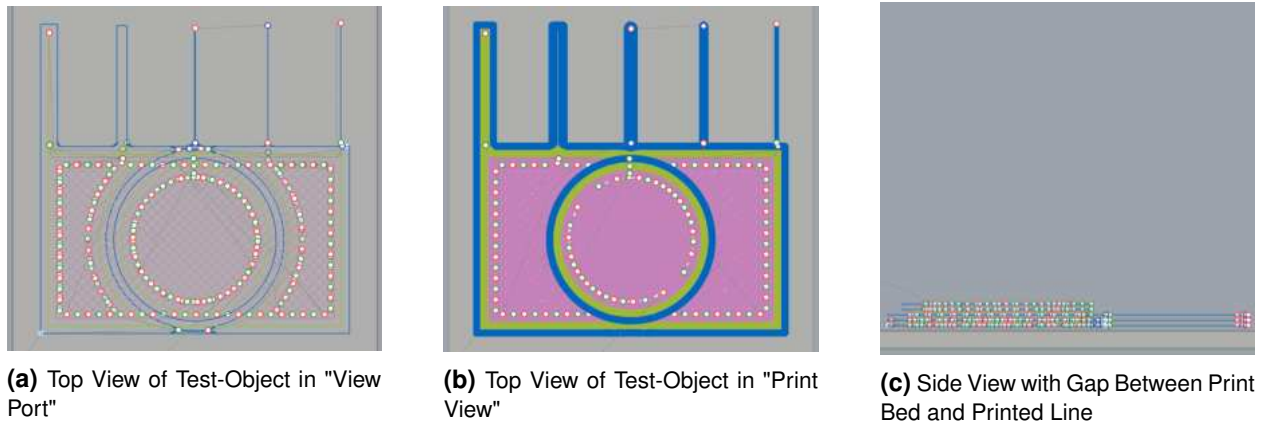 (a) Top View of Test-Object in "View
Port"
(b) Top View of Test-Object in "Print
View"
(c) Side View with Gap Between Print
Bed and Printed Line